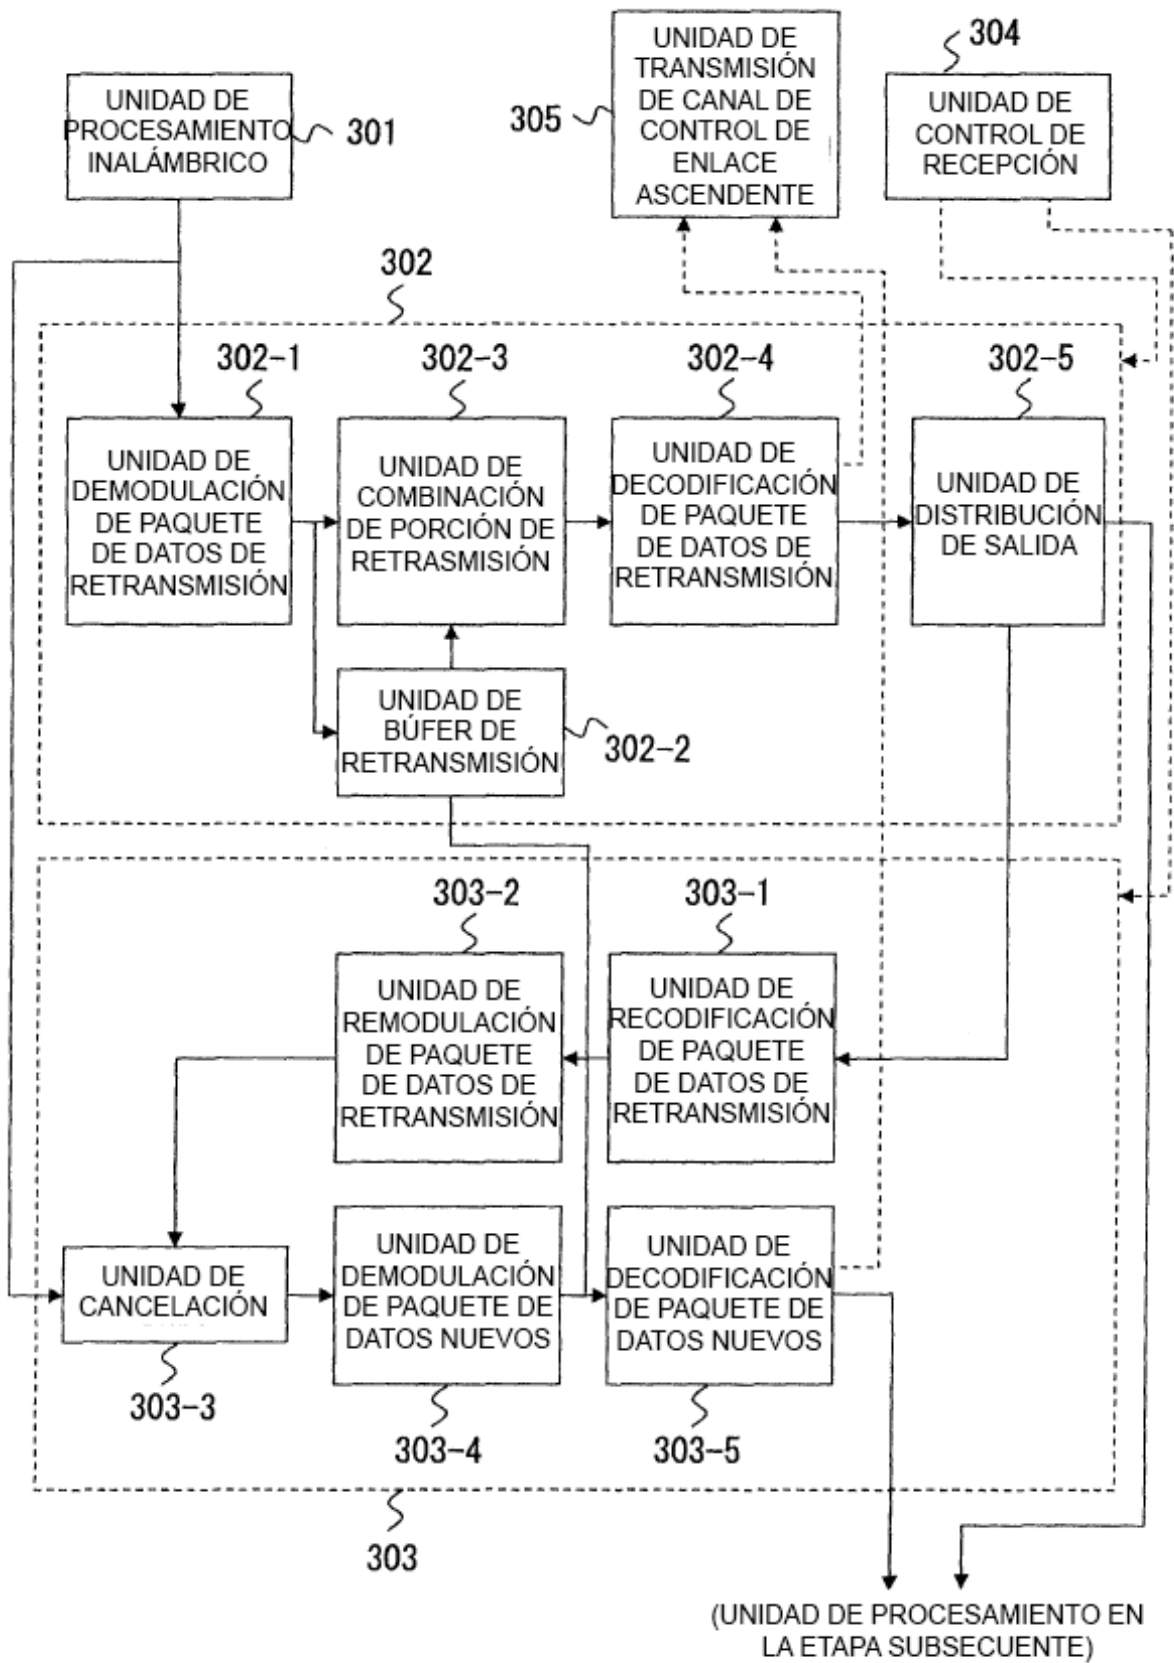 UNIDAD DE
TRANSMISIÓN
DE CANAL DE
CONTROL DE
ENLACE
ASCENDENTE
305
304
UNIDAD DE
CONTROL DE
RECEPCIÓN
UNIDAD DE
PROCESAMIENTO
INALÁMBRICO
301
302
302-1
302-3
302-4
302-5
UNIDAD DE
DEMODULACIÓN
DE PAQUETE
DE DATOS DE
RETRANSMISIÓN
UNIDAD DE
COMBINACIÓN
DE PORCIÓN DE
RETRASMISIÓN
UNIDAD DE
DECODIFICACIÓN
DE PAQUETE
DE DATOS DE
RETRANSMISIÓN
UNIDAD DE
DISTRIBUCIÓN
DE SALIDA
UNIDAD DE
BÚFER DE
RETRANSMISIÓN
302-2
303-2
303-1
UNIDAD DE
REMODULACIÓN
DE PAQUETE
DE DATOS DE
RETRANSMISIÓN
UNIDAD DE
RECODIFICACIÓN
DE PAQUETE
DE DATOS DE
RETRANSMISIÓN
UNIDAD DE
CANCELACIÓN
303-3
UNIDAD DE
DEMODULACIÓN
DE PAQUETE DE
DATOS NUEVOS
303-4
UNIDAD DE
DECODIFICACIÓN
DE PAQUETE DE
DATOS NUEVOS
303-5
303
(UNIDAD DE PROCESAMIENTO EN
LA ETAPA SUBSECUENTE)